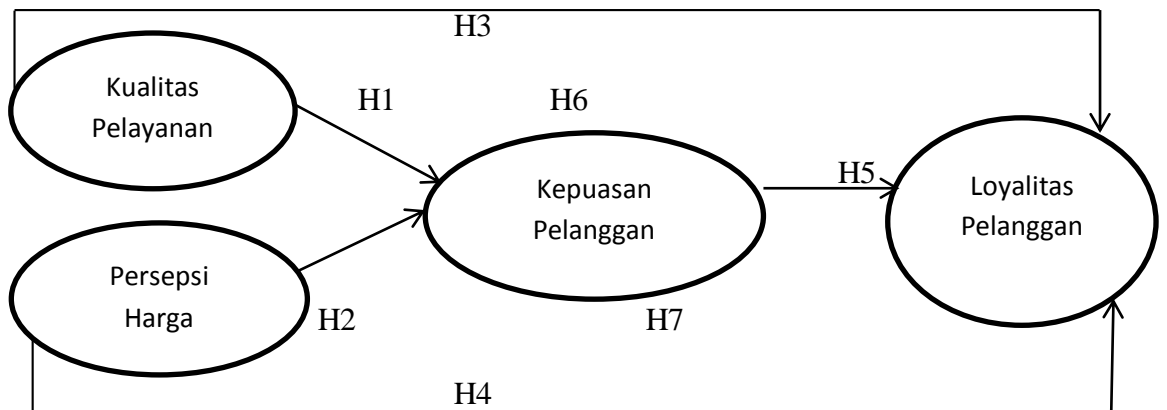 H3
Kualitas
Pelayanan
H1
H6
Kepuasan
Pelanggan
H5
Loyalitas
Pelanggan
Persepsi
Harga
H2
H7
H4